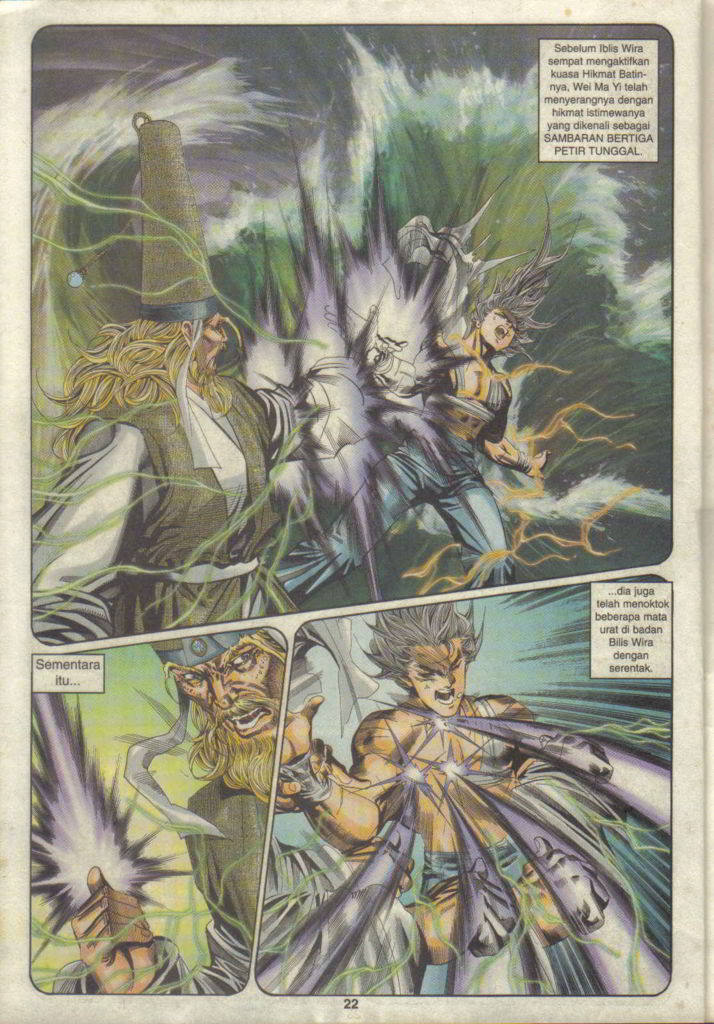 Sebelum Iblis Wira
sempat mengaktifkan
kuasa Hikmat Batin-
nya, Wei Ma Yi telah
menyerangnya dengan
hikmat istimewanya
yang dikenali sebagai
SAMBARAN BERTIGA
PETIR TUNGGAL.
Sementara
itu...
...dia juga
telah menoktok
beberapa mata
urat di badan
Bilis Wira
dengan
serentak.
22